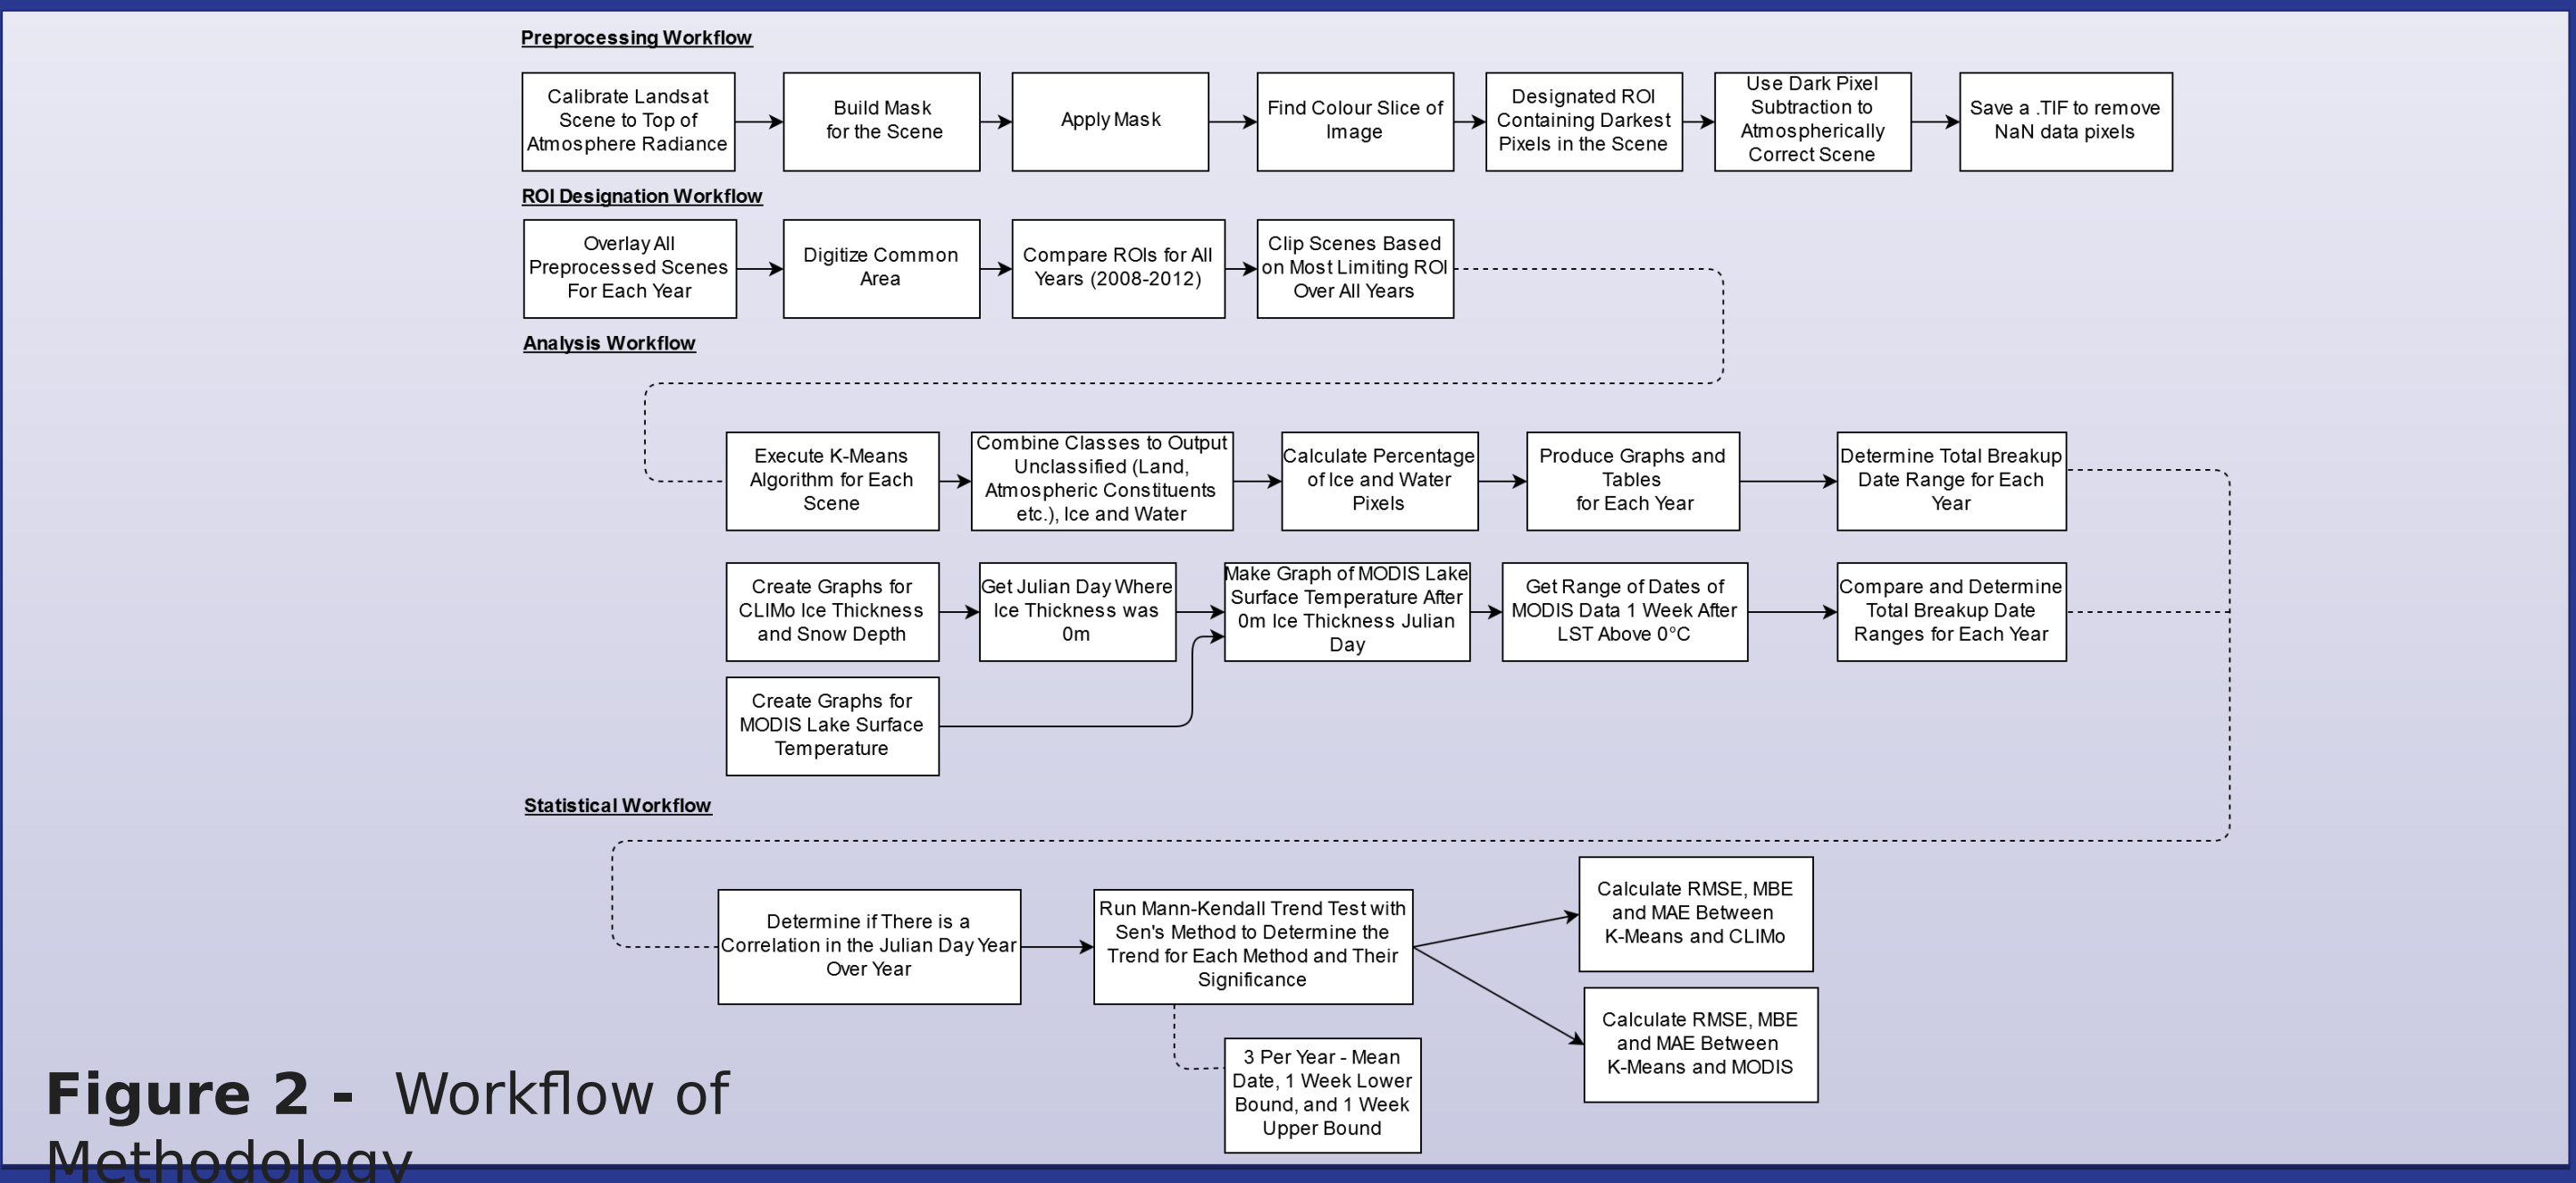 Preprocessing Workflow
Calibrate Landsat
Scene to Top of
Atmosphere Radiance
Build Mask
for the Scene
Apply Mask
Find Colour Slice of
Image
Designated ROI
Containing Darkest
Pixels in the Scene
Use Dark Pixel
Subtraction to
Atmospherically
Correct Scene
Save a .TIF to remove
NaN data pixels
ROI Designation Workflow
Overlay All
Preprocessed Scenes
For Each Year
Digitize Common
Area
Compare ROIs for All
Years (2008-2012)
Clip Scenes Based
on Most Limiting ROI
Over All Years
Analysis Workflow
Execute K-Means
Algorithm for Each
Scene
Combine Classes to Output
Unclassified (Land,
Atmospheric Constituents
etc.), Ice and Water
Calculate Percentage
of Ice and Water
Pixels
Produce Graphs and
Tables
for Each Year
Determine Total Breakup
Date Range for Each
Year
Create Graphs for
CLIMo Ice Thickness
and Snow Depth
Get Julian Day Where
Ice Thickness was
0m
Make Graph of MODIS Lake
Surface Temperature After
0m Ice Thickness Julian
Day
Get Range of Dates of
MODIS Data 1 Week After
LST Above 0°C
Compare and Determine
Total Breakup Date
Ranges for Each Year
Create Graphs for
MODIS Lake Surface
Temperature
Statistical Workflow
Determine if There is a
Correlation in the Julian Day Year
Over Year
Run Mann-Kendall Trend Test with
Sen's Method to Determine the
Trend for Each Method and Their
Significance
Calculate RMSE, MBE
and MAE Between
K-Means and CLIMo
Calculate RMSE, MBE
and MAE Between
K-Means and MODIS
3 Per Year - Mean
Date, 1 Week Lower
Bound, and 1 Week
Upper Bound
Figure 2 - Workflow of
Methodology